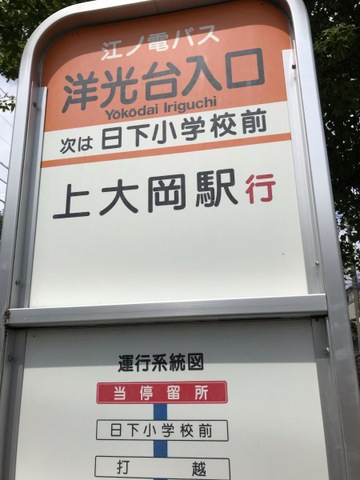 江ノ電バス
洋光台入口
Yokōdai Iriguchi
次は 日下小学校前
上大岡駅行
運行系統図
当停留所
日下小学校前
打越